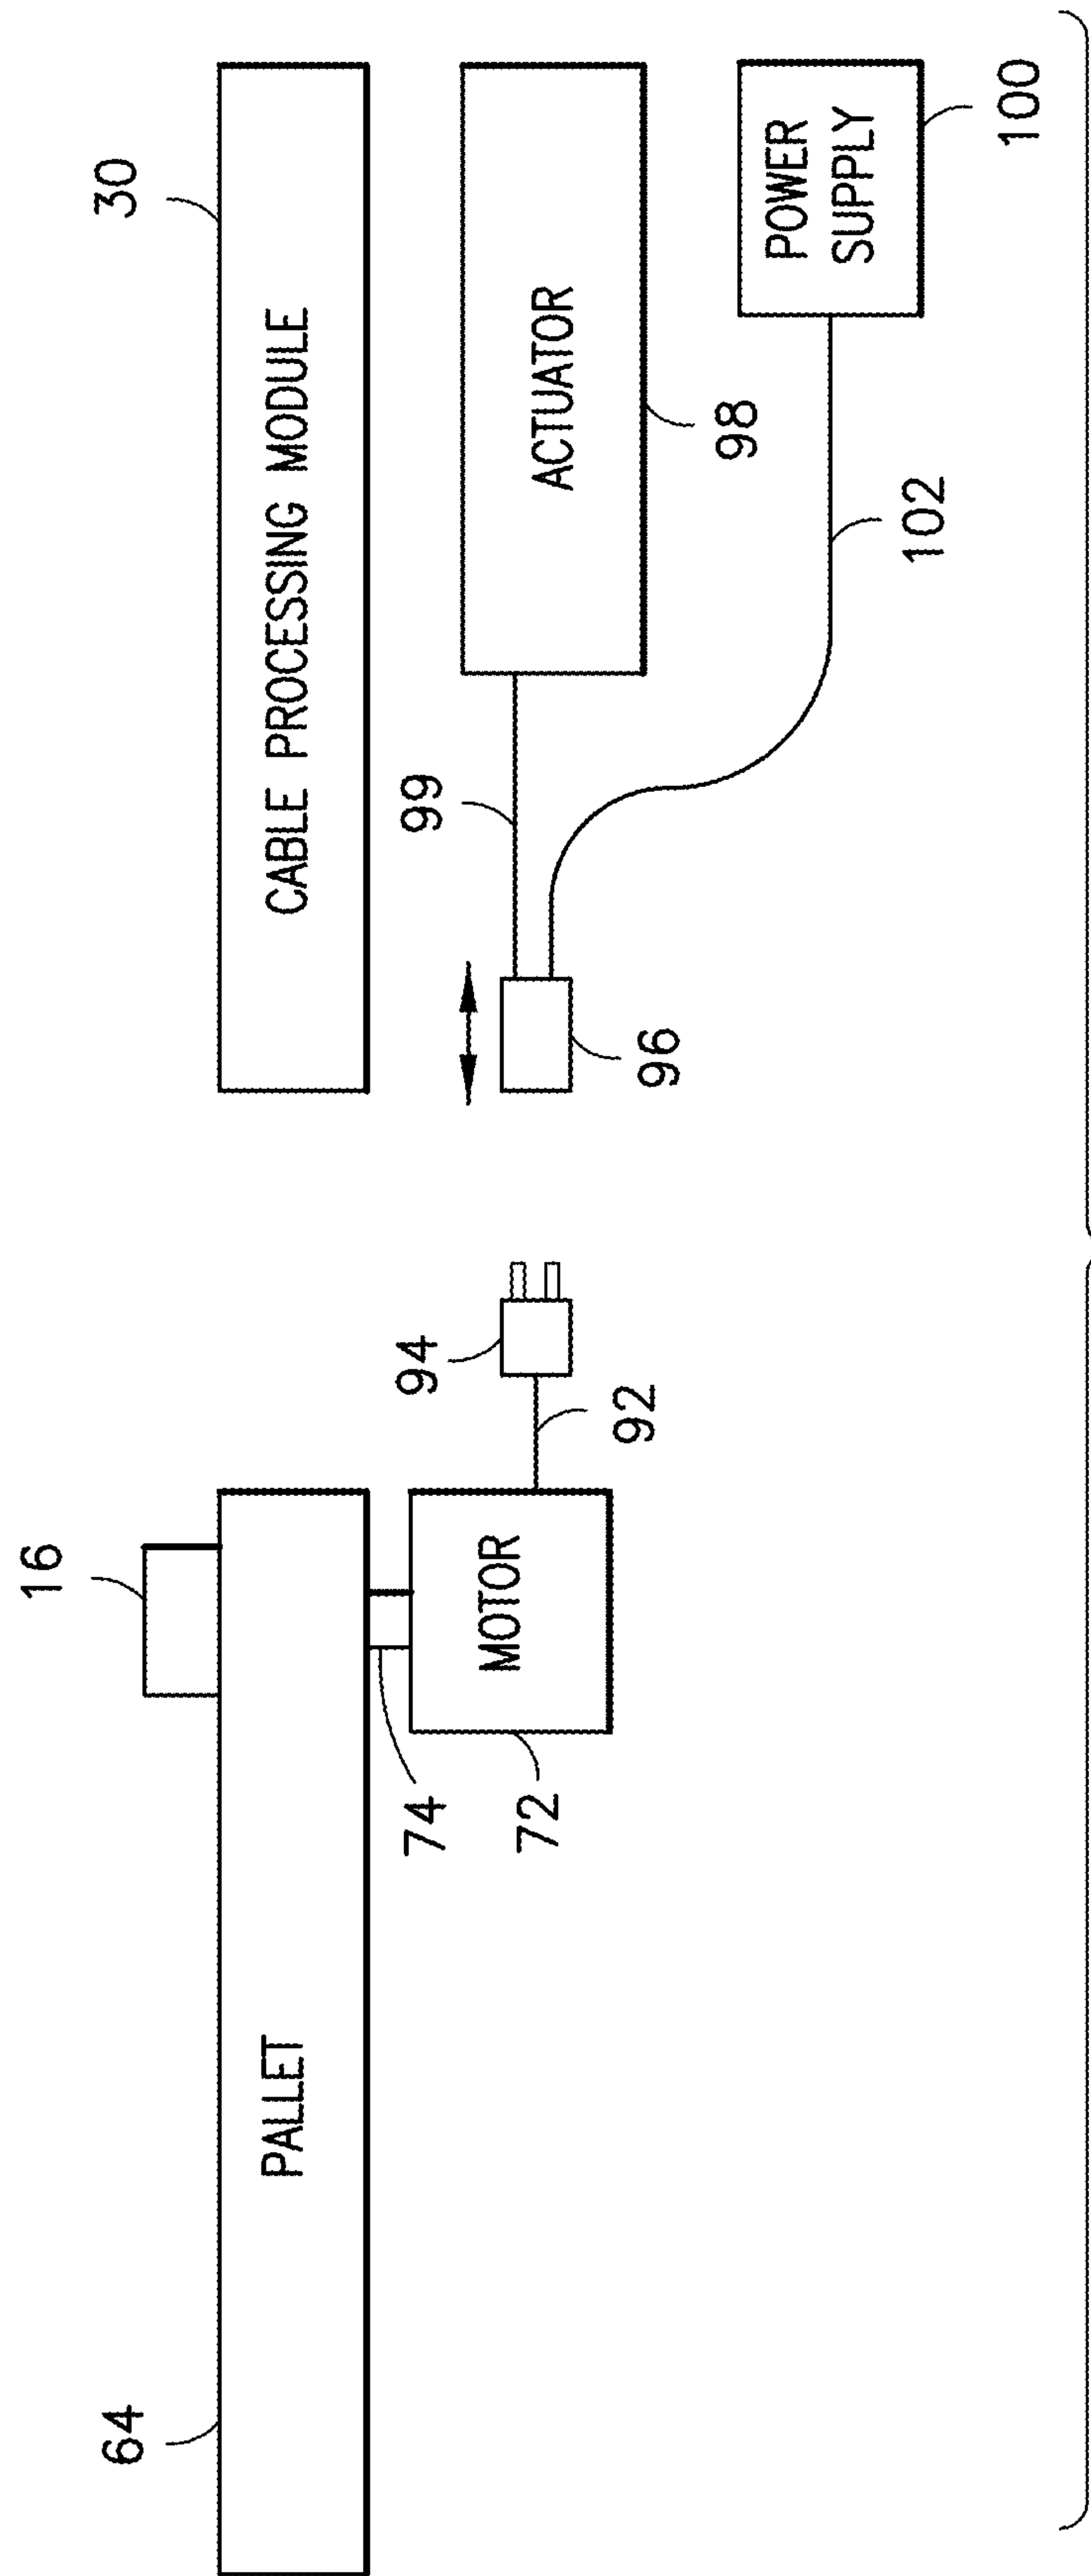 16
30
64
PALLET
CABLE PROCESSING MODULE
74
94
99
MOTOR
ACTUATOR
72
92
96
98
POWER
SUPPLY
102
100